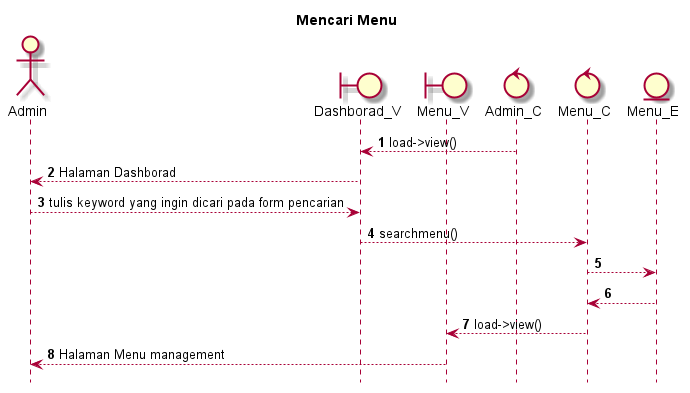 Mencari Menu
Admin
Dashborad_V
Menu_V
Admin_C
Menu_C
Menu_E
1 load->view()
2 Halaman Dashborad
3 tulis keyword yang ingin dicari pada form pencarian
4 searchmenu()
5
6
7 load->view()
8 Halaman Menu management